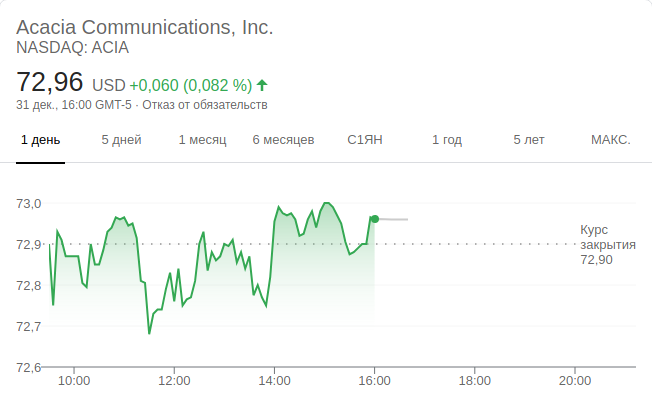 Acacia Communications, Inc.
NASDAQ: ACIA
72,96 USD +0,060 (0,082 %)
31 дек., 16:00 GMT-5 · Отказ от обязательств
1 день 5 дней 1 месяц 6 месяцев С1ЯН 1 год 5 лет МАКС.
73,0
72,9
72,8
72,7
72,6
Курс
закрытия
72,90
10:00 12:00 14:00 16:00 18:00 20:00